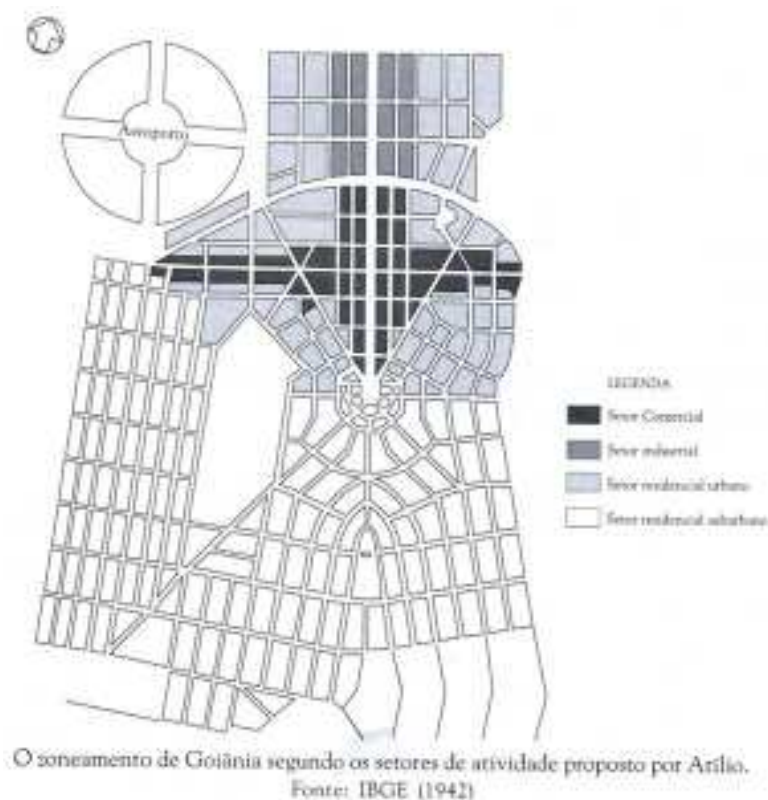 Aeroporto
LEGENDA
Setor Comercial
Setor industrial
Setor residencial urbano
Setor residencial suburbano
O zoneamento de Goiânia segundo os setores de atividade proposto por Atílio.
Fonte: IBGE (1942)